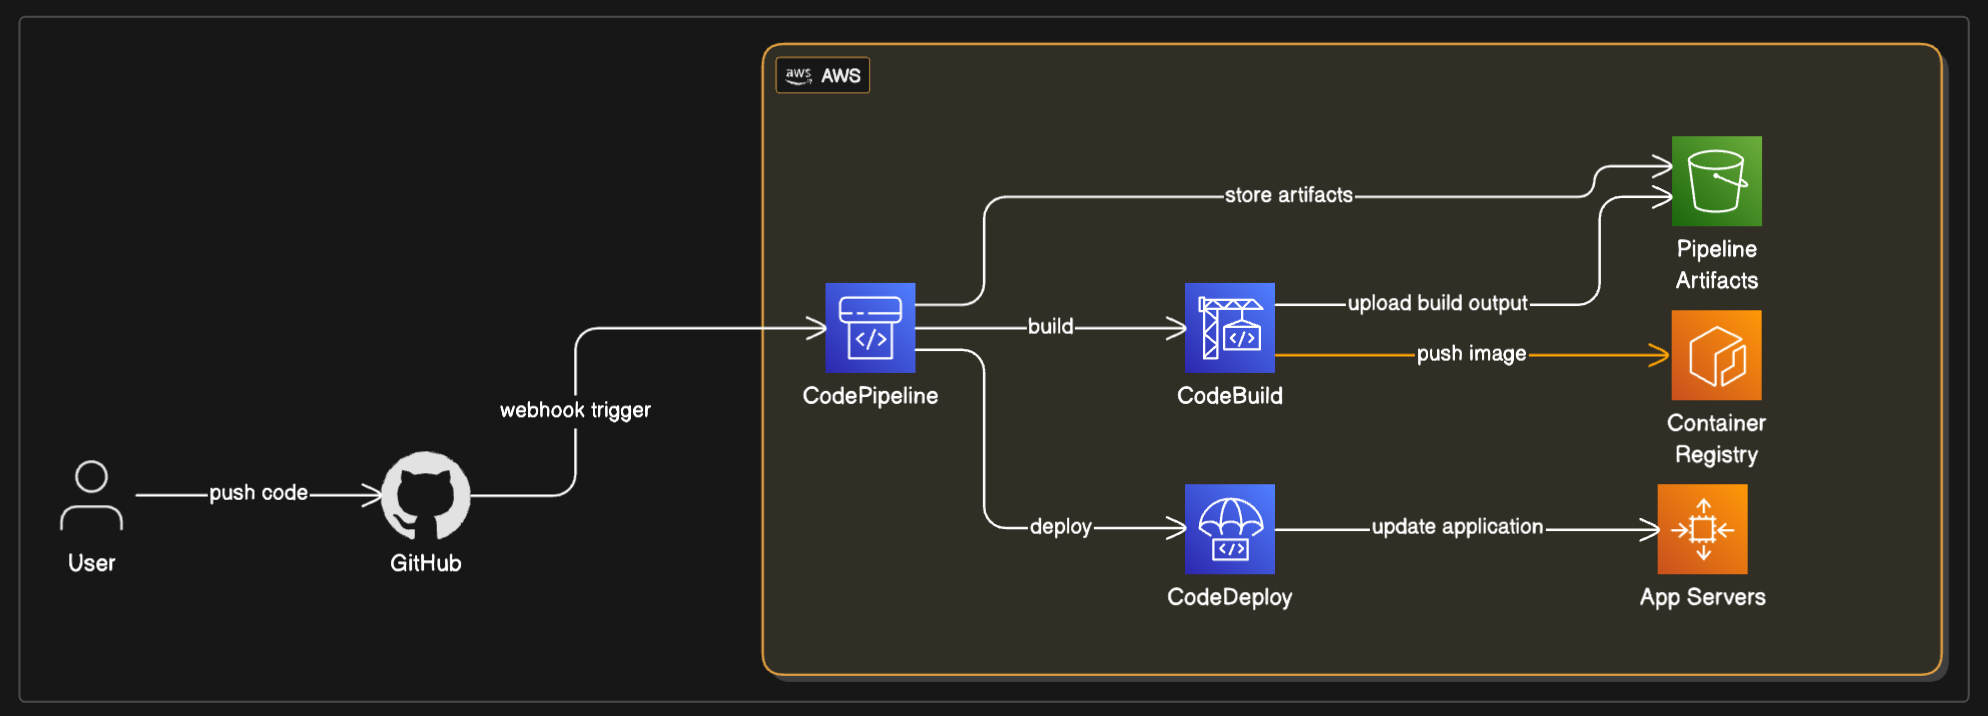 aws AWS
store artifacts
Pipeline
Artifacts
upload build output
build
push image
CodePipeline
CodeBuild
webhook trigger
Container
Registry
push code
deploy
update application
User
GitHub
CodeDeploy
App Servers